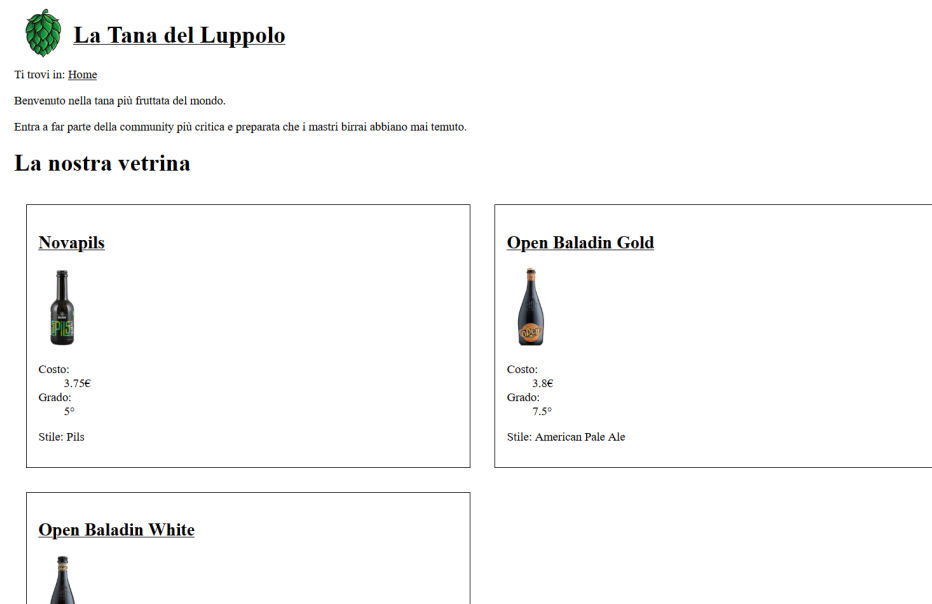 La Tana del Luppolo
Ti trovi in: Home
Benvenuto nella tana più fruttata del mondo.
Entra a far parte della community più critica e preparata che i mastri birrai abbiano mai temuto.
La nostra vetrina
Novapils
Costo:
3.75€
Grado:
5°
Stile: Pils
Open Baladin Gold
Costo:
3.8€
Grado:
7.5°
Stile: American Pale Ale
Open Baladin White